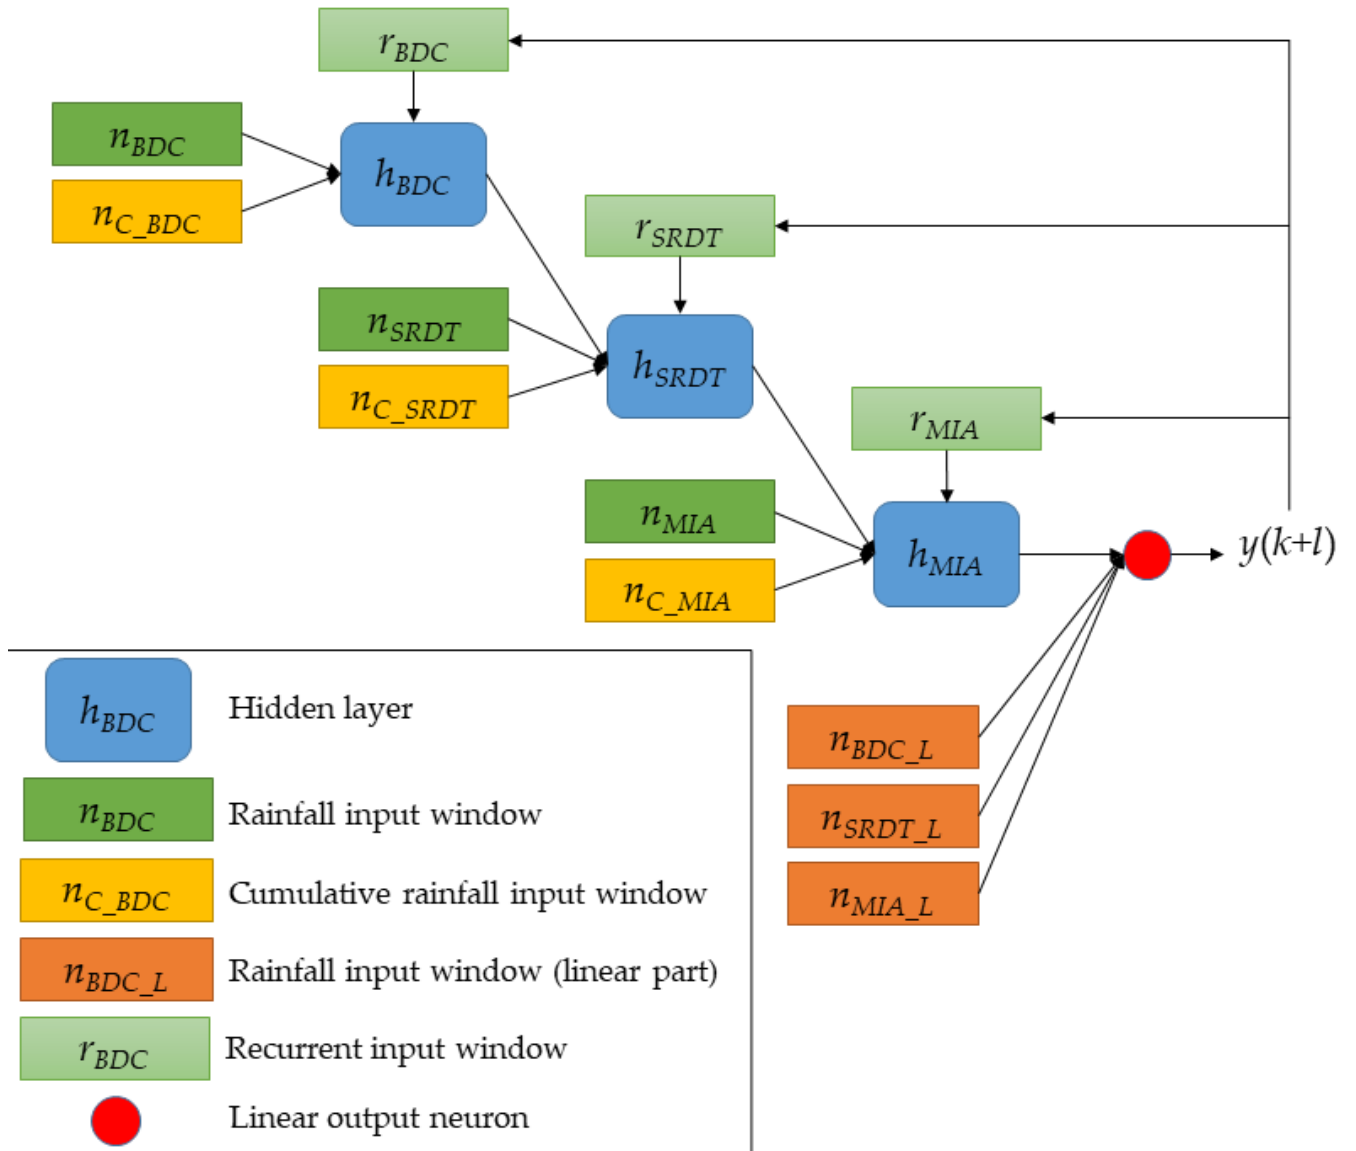 r_BDC
n_BDC
h_BDC
n_C_BDC
r_SRDT
n_SRDT
h_SRDT
n_C_SRDT
r_MIA
n_MIA
h_MIA
y(k+l)
n_C_MIA
n_BDC_L
n_SRDT_L
n_MIA_L
h_BDC Hidden layer
n_BDC Rainfall input window
n_C_BDC Cumulative rainfall input window
n_BDC_L Rainfall input window (linear part)
r_BDC Recurrent input window
Linear output neuron